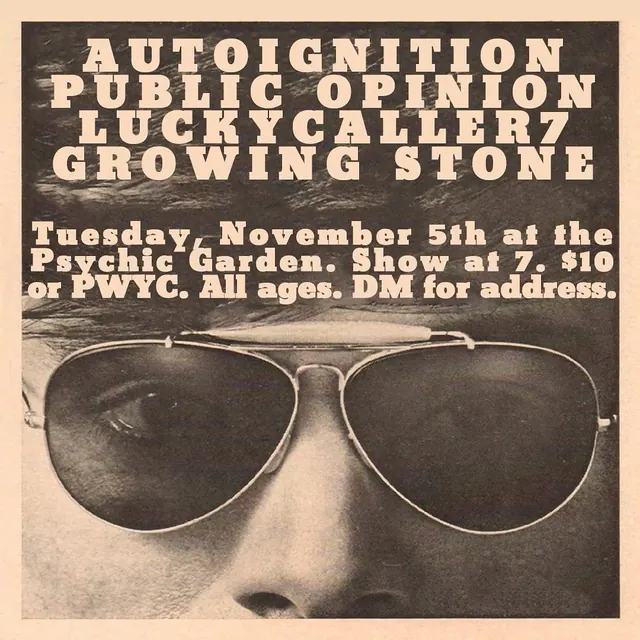 AUTOIGNITION
PUBLIC OPINION
LUCKYCALLER7
GROWING STONE
Tuesday, November 5th at the
Psychic Garden. Show at 7. $10
or PWYC. All ages. DM for address.